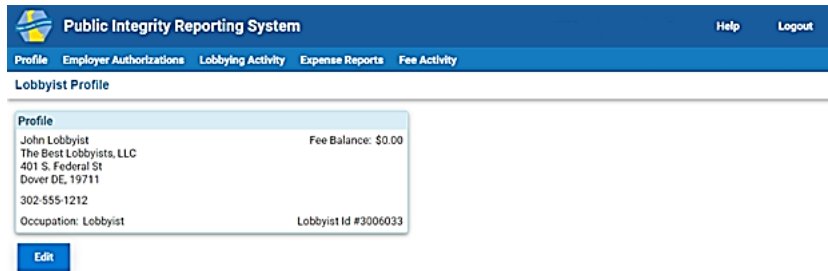 Public Integrity Reporting System Help Logout
Profile Employer Authorizations Lobbying Activity Expense Reports Fee Activity
Lobbyist Profile
Profile
John Lobbyist Fee Balance: $0.00
The Best Lobbyists, LLC
401 S. Federal St
Dover DE, 19711
302-555-1212
Occupation: Lobbyist Lobbyist Id #3006033
Edit